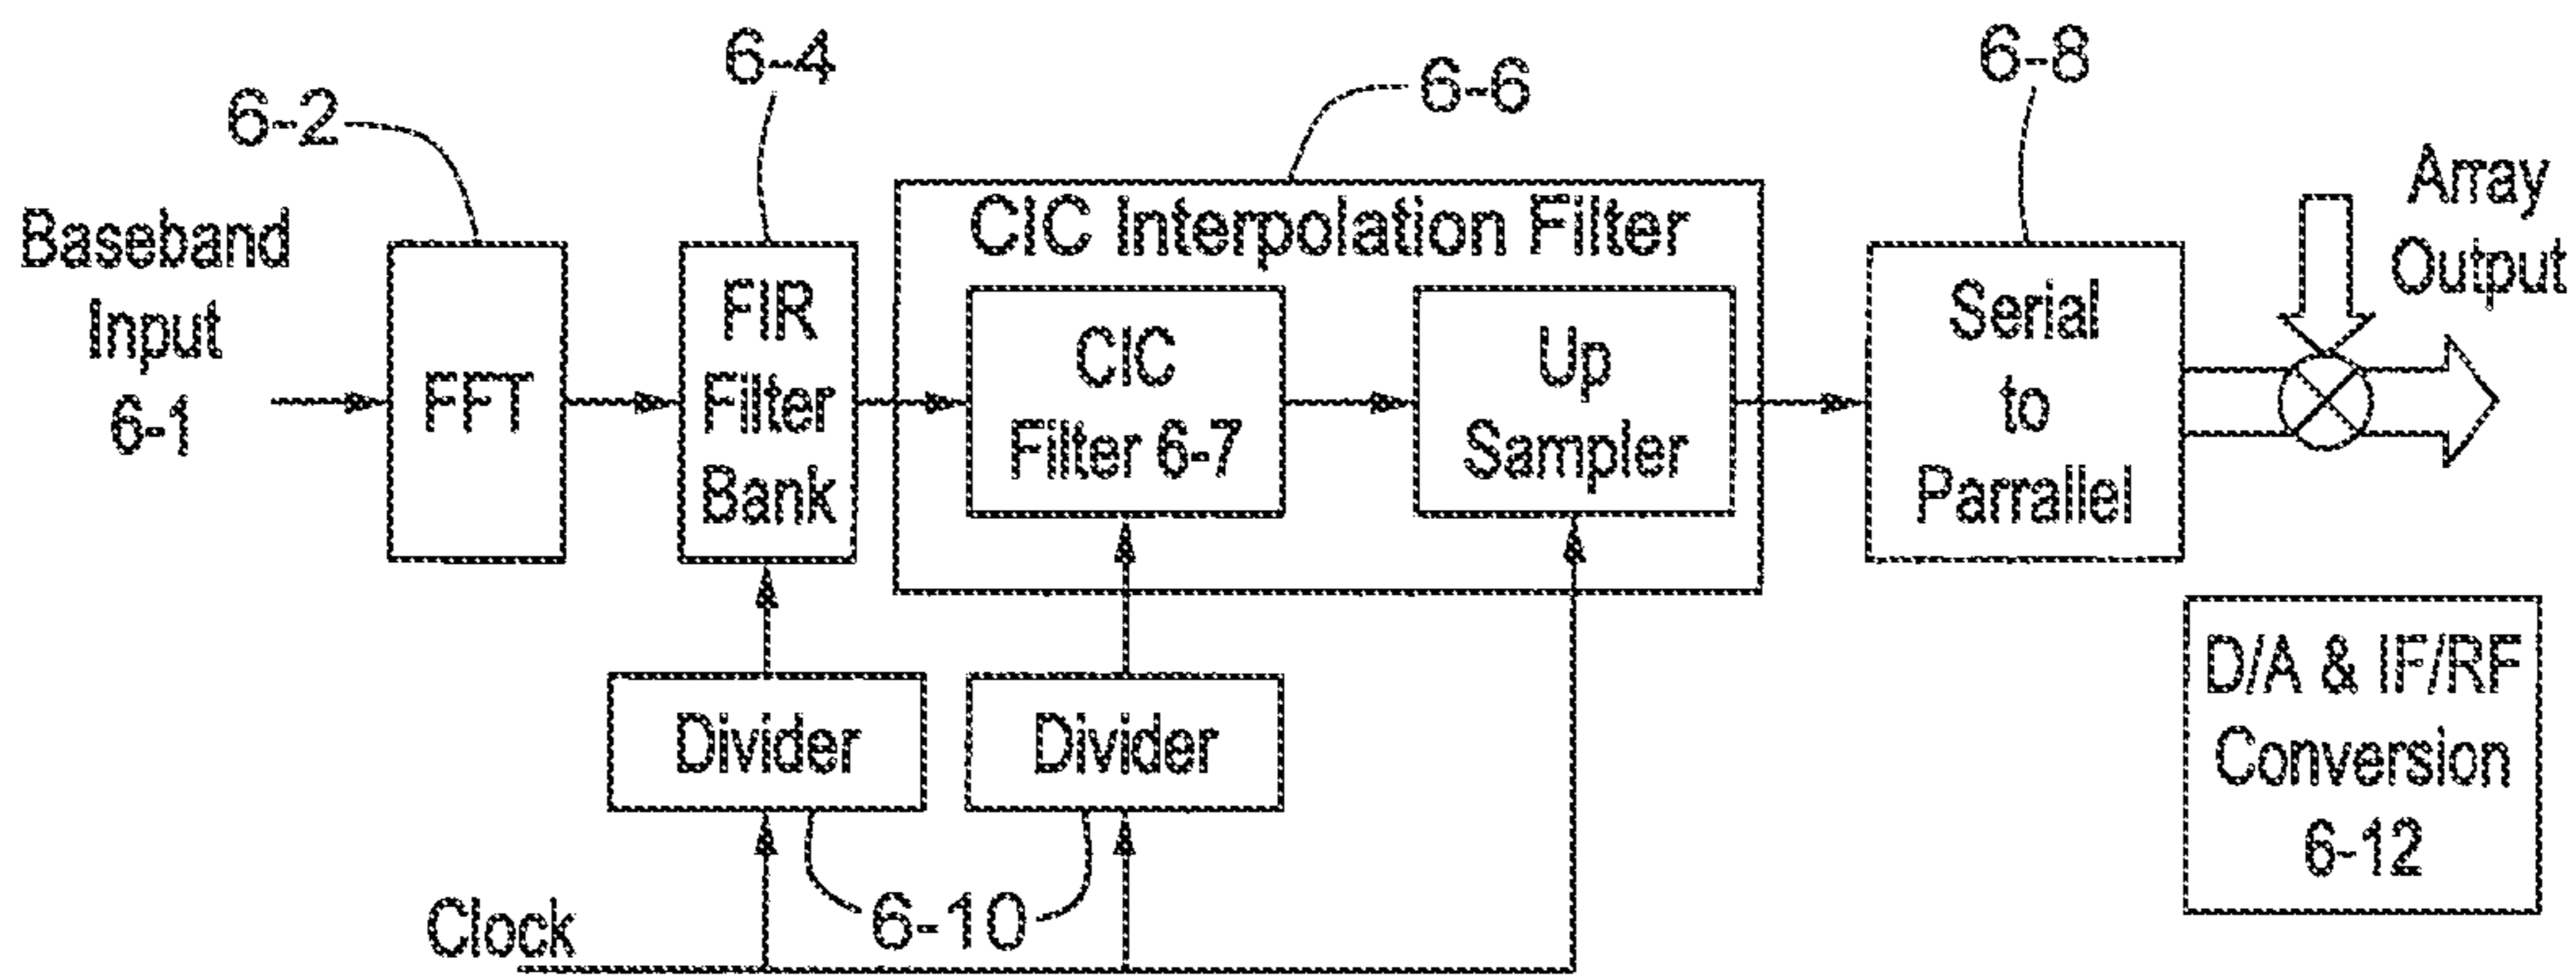 6-4
6-6
6-8
6-2
Baseband
Input
6-1
FFT
FIR
Filter
Bank
CIC Interpolation Filter
CIC
Filter 6-7
Up
Sampler
Serial
to
Parrallel
Array
Output
Divider
Divider
D/A & IF/RF
Conversion
6-12
6-10
Clock